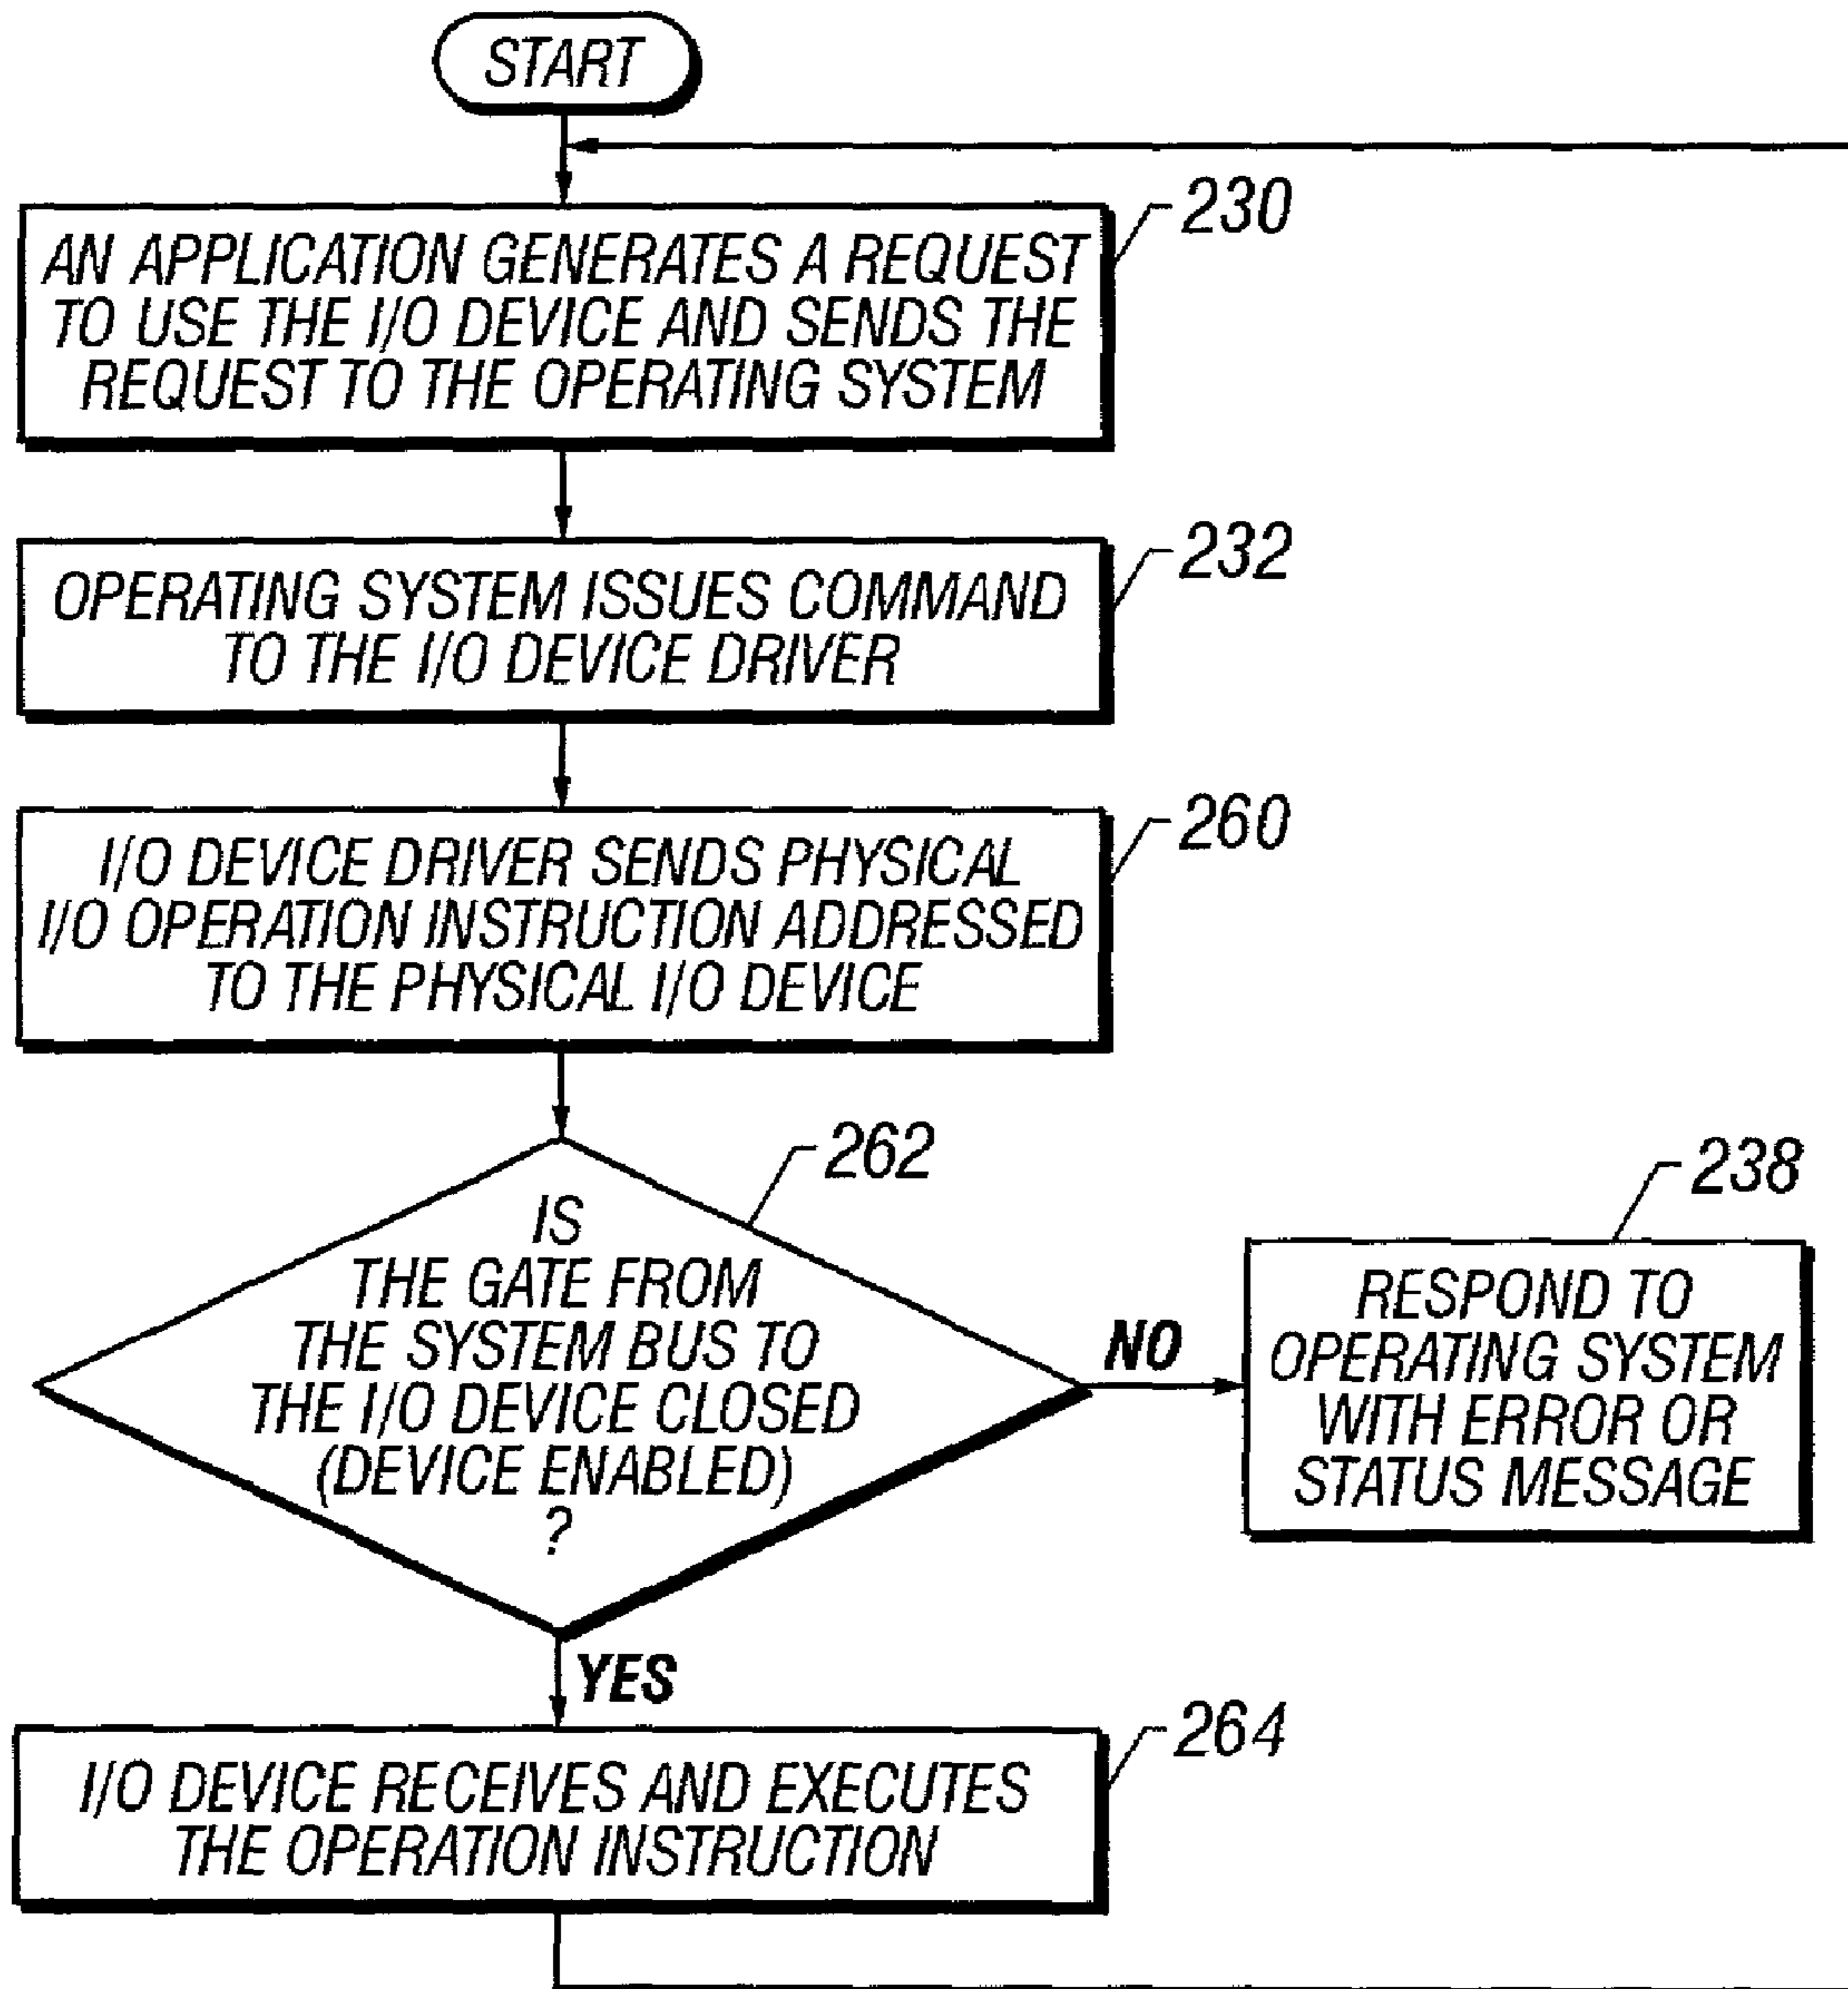 START
230
AN APPLICATION GENERATES A REQUEST
TO USE THE I/O DEVICE AND SENDS THE
REQUEST TO THE OPERATING SYSTEM
232
OPERATING SYSTEM ISSUES COMMAND
TO THE I/O DEVICE DRIVER
260
I/O DEVICE DRIVER SENDS PHYSICAL
I/O OPERATION INSTRUCTION ADDRESSED
TO THE PHYSICAL I/O DEVICE
262
IS
THE GATE FROM
THE SYSTEM BUS TO
THE I/O DEVICE CLOSED
(DEVICE ENABLED)
?
NO
238
RESPOND TO
OPERATING SYSTEM
WITH ERROR OR
STATUS MESSAGE
YES
264
I/O DEVICE RECEIVES AND EXECUTES
THE OPERATION INSTRUCTION